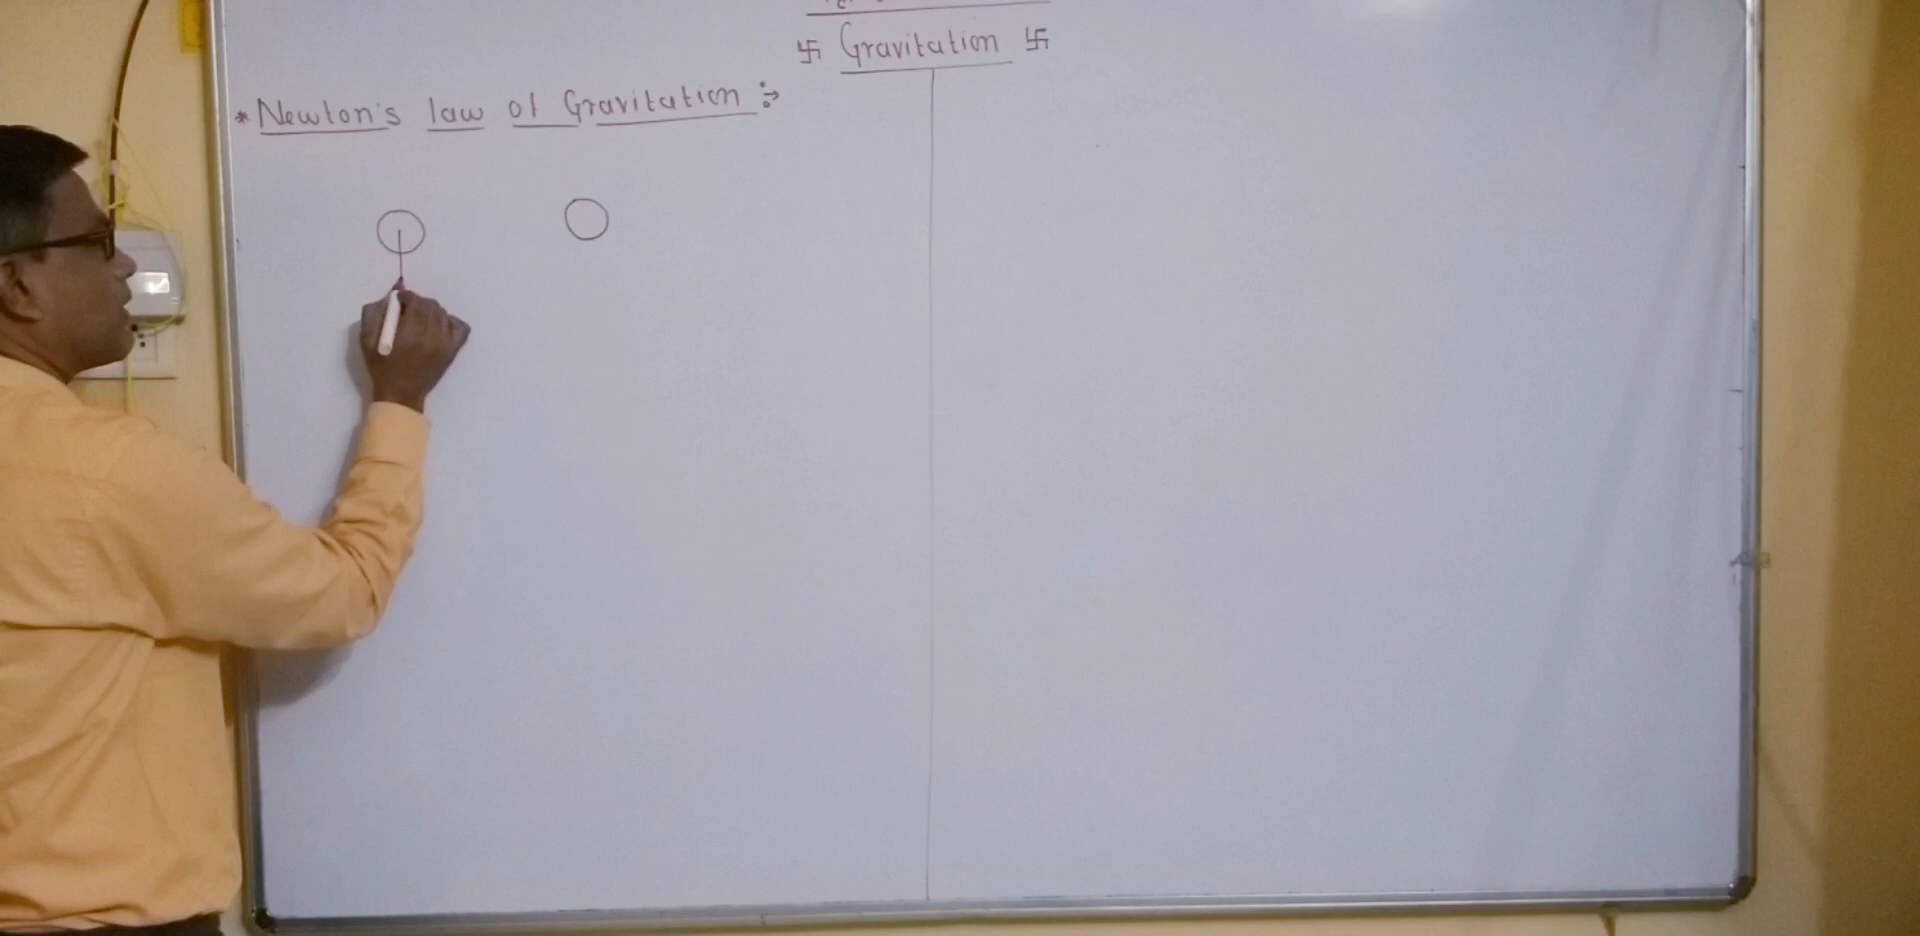 卐 Gravitation 卐
* Newton's law of Gravitation :→